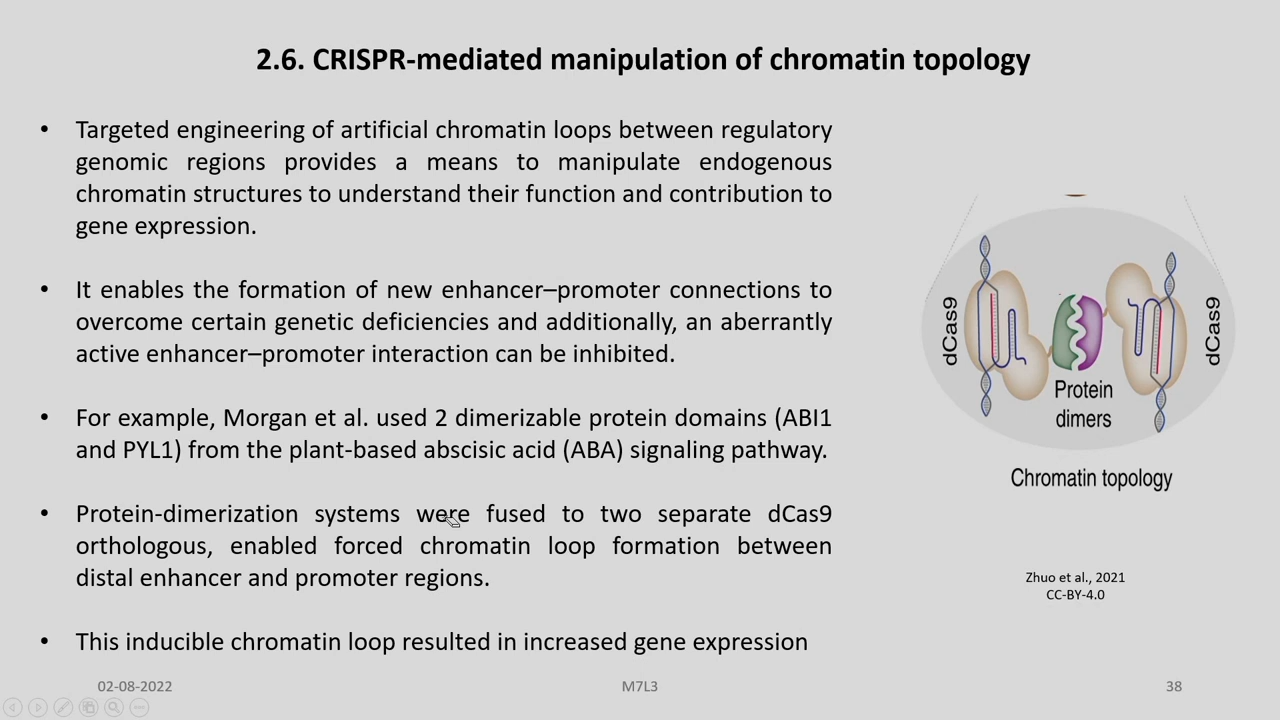 2.6. CRISPR-mediated manipulation of chromatin topology
• Targeted engineering of artificial chromatin loops between regulatory
genomic regions provides a means to manipulate endogenous
chromatin structures to understand their function and contribution to
gene expression.
• It enables the formation of new enhancer–promoter connections to
overcome certain genetic deficiencies and additionally, an aberrantly
active enhancer–promoter interaction can be inhibited.
• For example, Morgan et al. used 2 dimerizable protein domains (ABI1
and PYL1) from the plant-based abscisic acid (ABA) signaling pathway.
• Protein-dimerization systems were fused to two separate dCas9
orthologous, enabled forced chromatin loop formation between
distal enhancer and promoter regions.
• This inducible chromatin loop resulted in increased gene expression
dCas9
dCas9
Protein
dimers
Chromatin topology
Zhuo et al., 2021
CC-BY-4.0
02-08-2022
M7L3
38